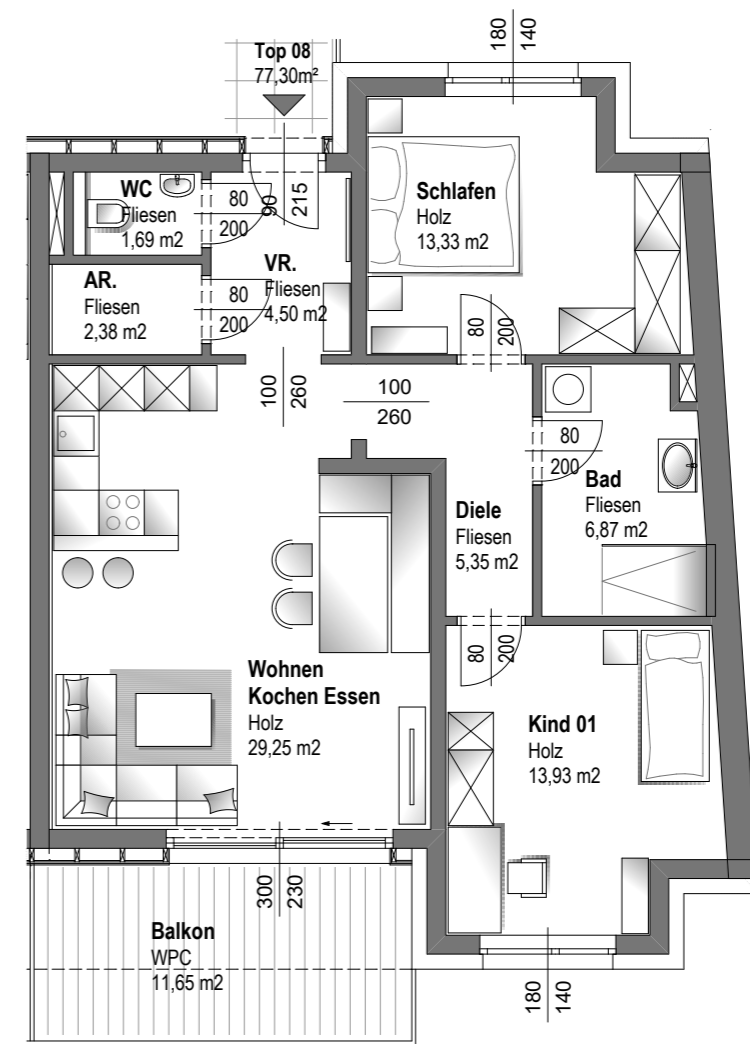 180
140
Top 08
77,30m²
WC
Fliesen
1,69 m2
80
200
90
215
Schlafen
Holz
13,33 m2
AR.
Fliesen
2,38 m2
80
200
VR.
Fliesen
4,50 m2
80
200
100
260
100
260
80
200
Bad
Fliesen
6,87 m2
Diele
Fliesen
5,35 m2
80
200
Wohnen
Kochen Essen
Holz
29,25 m2
Kind 01
Holz
13,93 m2
300
230
Balkon
WPC
11,65 m2
180
140